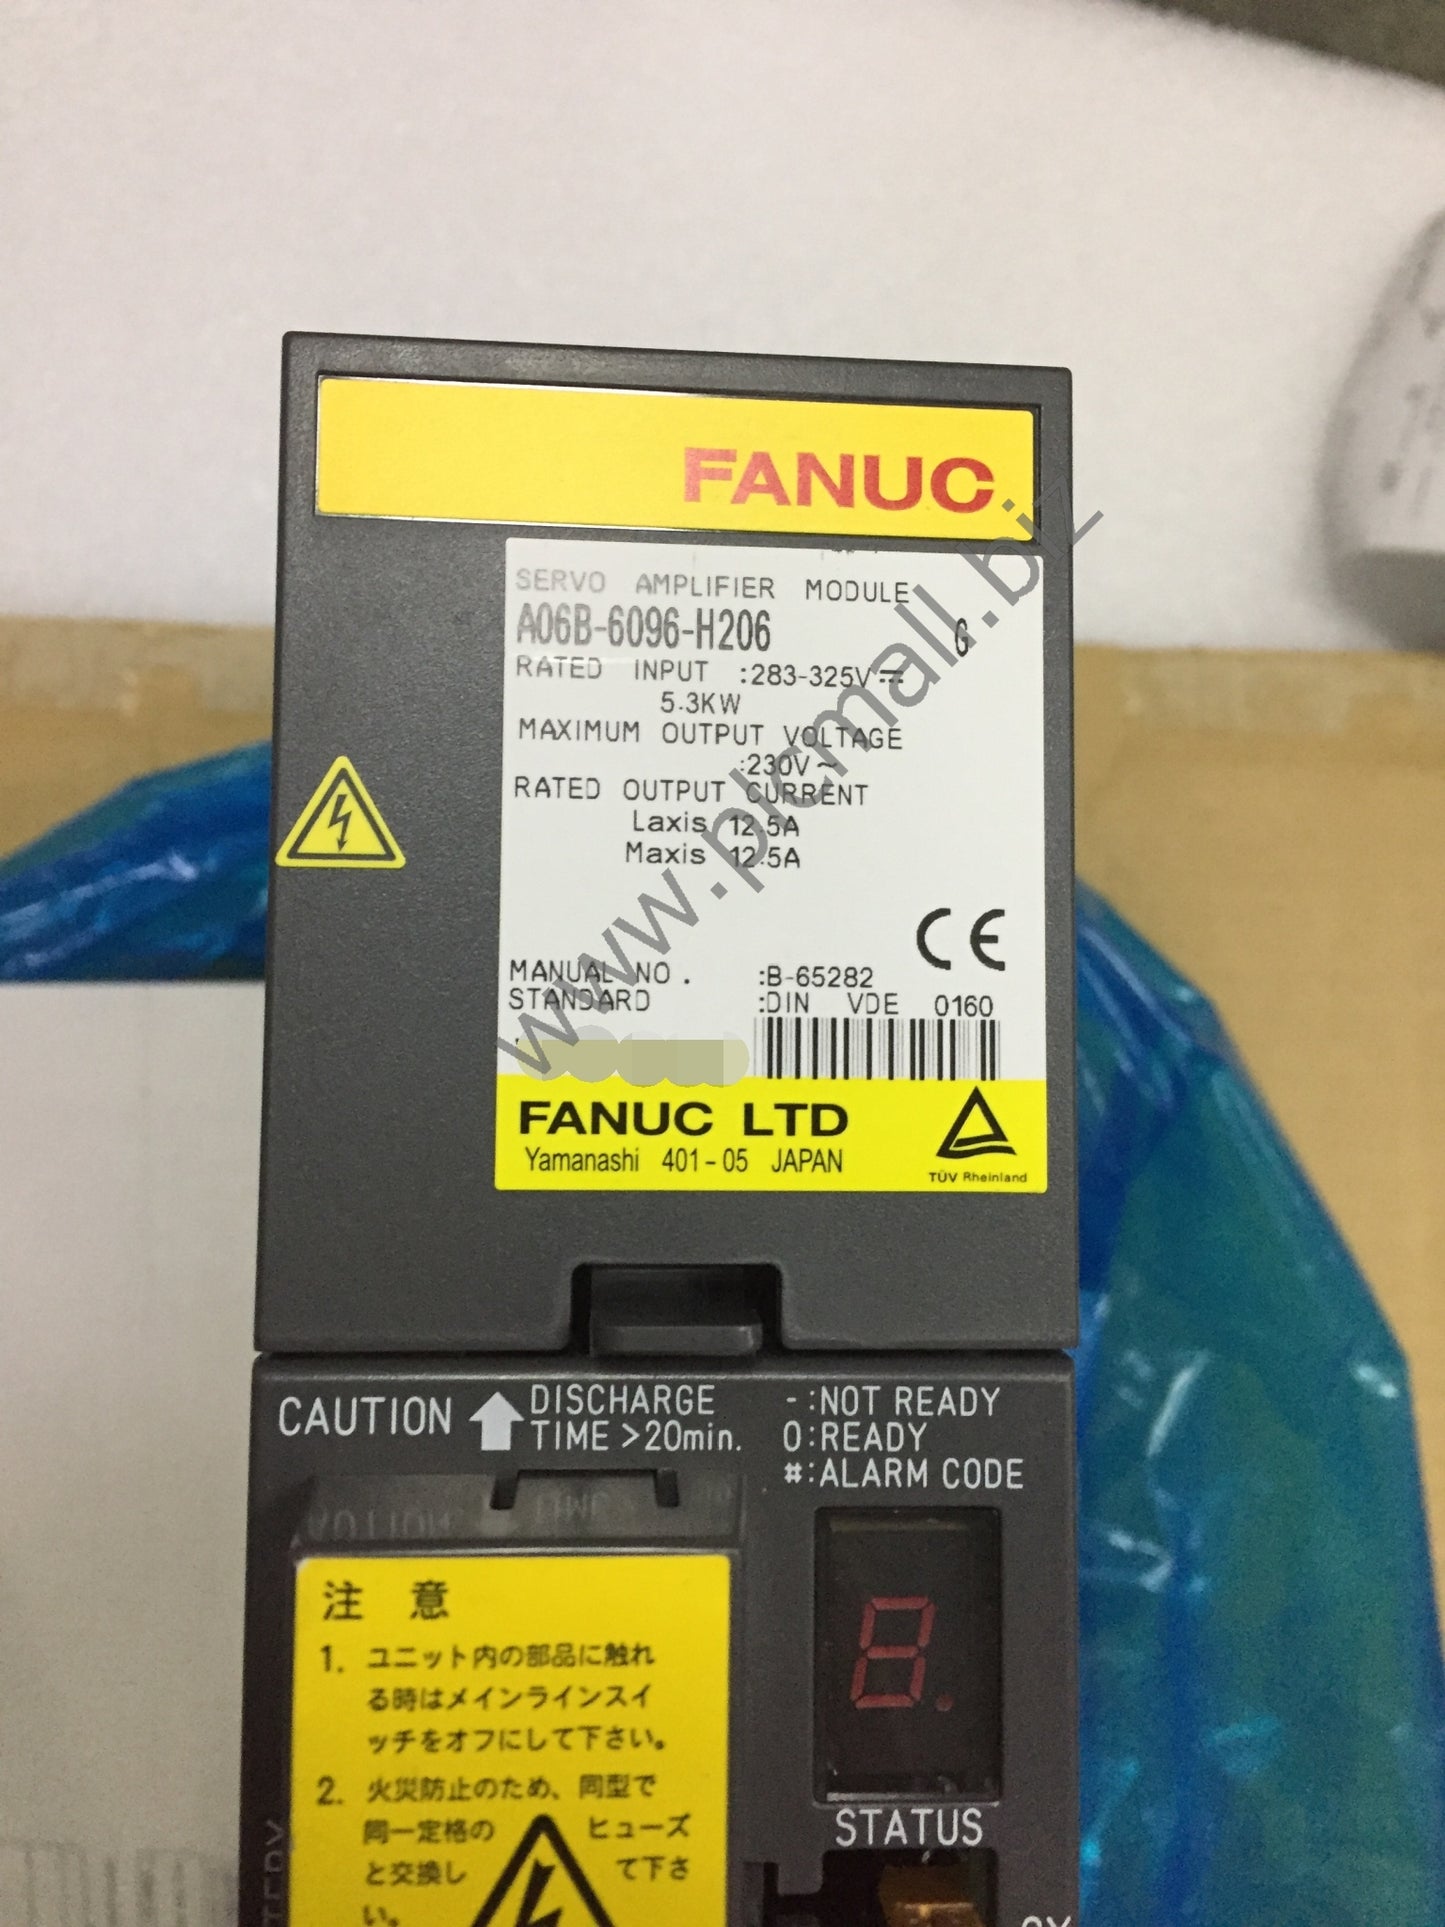 FANUC
SERVO AMPLIFIER MODULE
A06B-6096-H206 G
RATED INPUT :283-325V⎓
5.3KW
MAXIMUM OUTPUT VOLTAGE
:230V～
RATED OUTPUT CURRENT
Laxis 12.5A
Maxis 12.5A
CE
MANUAL NO. :B-65282
STANDARD :DIN VDE 0160
FANUC LTD
Yamanashi 401-05 JAPAN
TÜV Rheinland
www.plcmall.biz
CAUTION
DISCHARGE
TIME >20min.
-:NOT READY
0:READY
#:ALARM CODE
8.
STATUS
注 意
1. ユニット内の部品に触れ
る時はメインラインスイ
ッチをオフにして下さい。
2. 火災防止のため、同型で
同一定格の ヒューズ
と交換し て下さ
い。